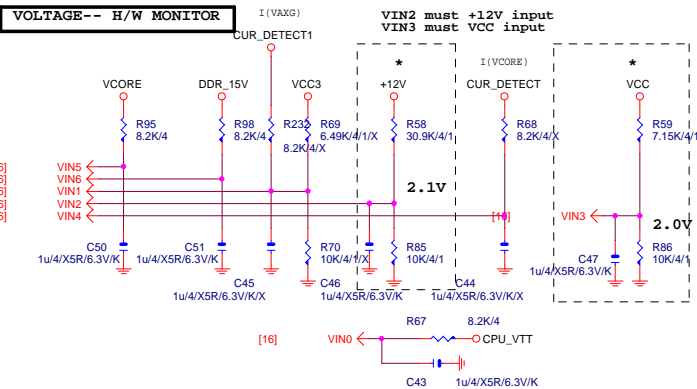 VOLTAGE-- H/W MONITOR
I(VAXG)
CUR_DETECT1
VIN2 must +12V input
VIN3 must VCC input
VCORE
DDR_15V
VCC3
*
+12V
I(VCORE)
CUR_DETECT
*
VCC
R95
8.2K/4
R98
8.2K/4
R232
8.2K/4/X
R69
6.49K/4/1/X
R58
30.9K/4/1
R68
8.2K/4/X
R59
7.15K/4/1
6]
VIN5
6]
VIN6
6]
VIN1
6]
VIN2
6]
VIN4
2.1V
[16]
VIN3
2.0V
C50
1u/4/X5R/6.3V/K
C51
1u/4/X5R/6.3V/K
C45
1u/4/X5R/6.3V/K/X
R70
10K/4/1/X
C46
1u/4/X5R/6.3V/K
R85
10K/4/1
C44
1u/4/X5R/6.3V/K/X
C47
1u/4/X5R/6.3V/K
R86
10K/4/1
[16]
VIN0
R67
8.2K/4
CPU_VTT
C43
1u/4/X5R/6.3V/K